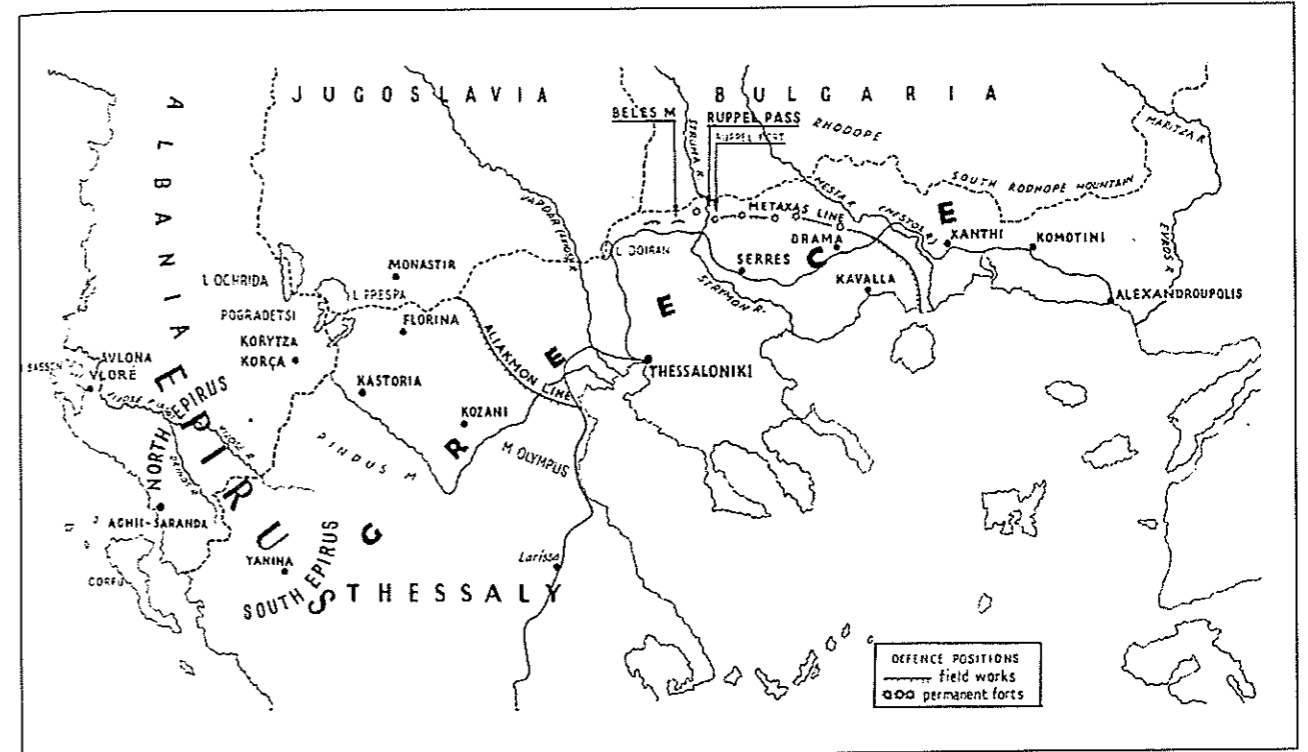 JUGOSLAVIA
BULGARIA
ALBANIA
BELES M
RUPPEL PASS
RUPPEL FORT
STRUMA R.
RHODOPE
MARITZA R.
SOUTH RODHOPE MOUNTAIN
MESTA R.
(NESTOS R.)
METAXAS LINE
XANTHI
KOMOTINI
EVROS R.
DRAMA
L. DOIRAN
SERRES
KAVALLA
ALEXANDROUPOLIS
STRYMON R.
MONASTIR
L OCHRIDA
L PRESPA
POGRADETSI
FLORINA
KORYTZA
KORÇA
ALIAKMON LINE
THESSALONIKI
AVLONA
VLORÉ
KASTORIA
KOZANI
EPIRUS
NORTH EPIRUS
PINDUS M
M OLYMPUS
GREECE
AGHII-SARANDA
YANINA
CORFU
SOUTH EPIRUS
Larissa
THESSALY
DEFENCE POSITIONS
field works
permanent forts